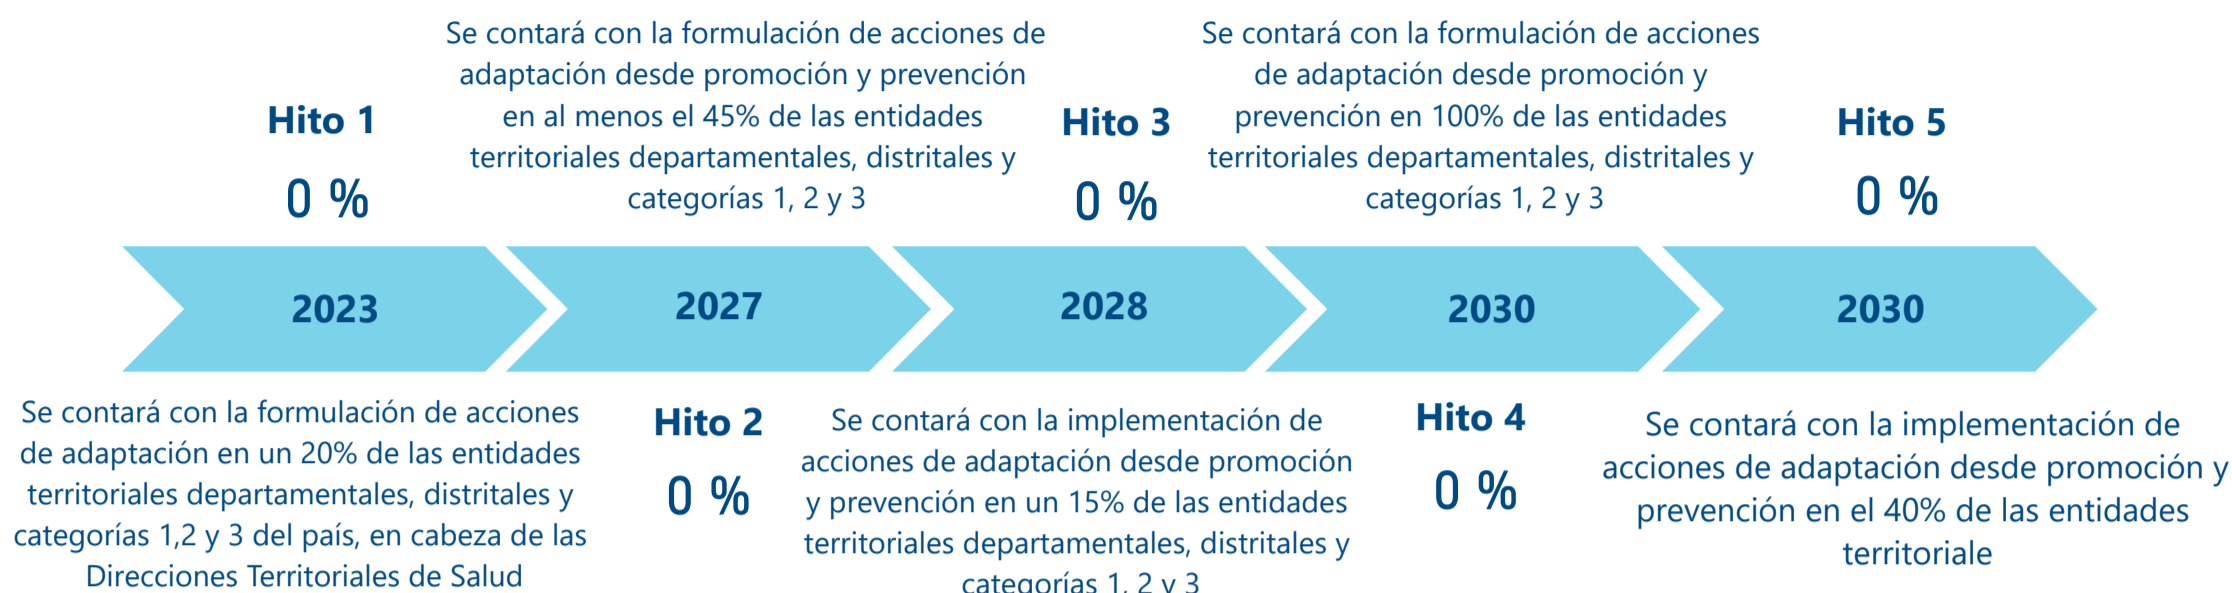 Hito 1
0 %
2023
Se contará con la formulación de acciones
de adaptación en un 20% de las entidades
territoriales departamentales, distritales y
categorías 1,2 y 3 del país, en cabeza de las
Direcciones Territoriales de Salud
Se contará con la formulación de acciones de
adaptación desde promoción y prevención
en al menos el 45% de las entidades
territoriales departamentales, distritales y
categorías 1, 2 y 3
2027
Hito 2
0 %
Hito 3
0 %
2028
Se contará con la implementación de
acciones de adaptación desde promoción
y prevención en un 15% de las entidades
territoriales departamentales, distritales y
categorías 1, 2 y 3
Se contará con la formulación de acciones
de adaptación desde promoción y
prevención en 100% de las entidades
territoriales departamentales, distritales y
categorías 1, 2 y 3
2030
Hito 4
0 %
Hito 5
0 %
2030
Se contará con la implementación de
acciones de adaptación desde promoción y
prevención en el 40% de las entidades
territoriale